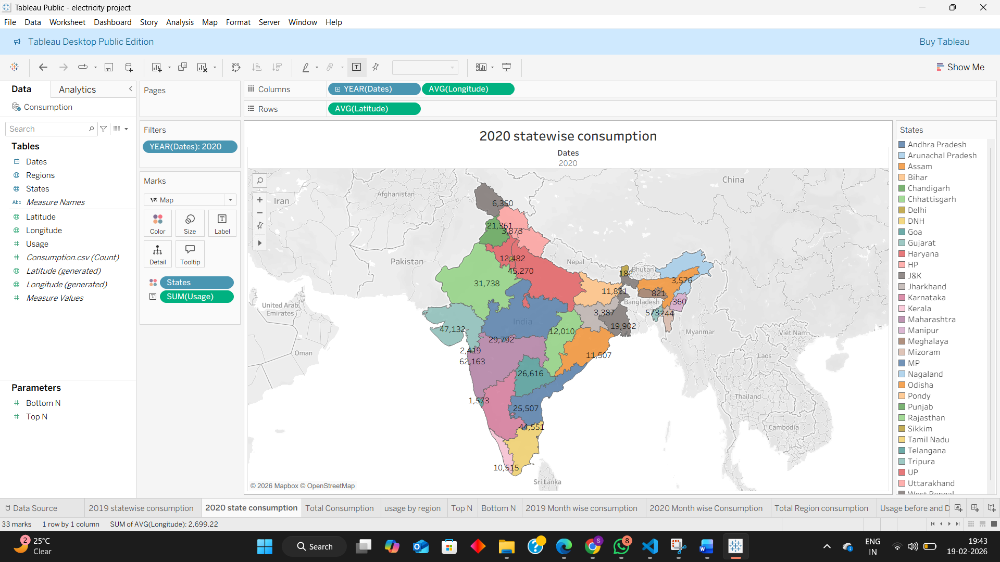 Tableau Public - electricity project
File Data Worksheet Dashboard Story Analysis Map Format Server Window Help
Tableau Desktop Public Edition
Buy Tableau
Show Me
Data
Analytics
Consumption
Search
Tables
Dates
Regions
States
Abc Measure Names
Latitude
Longitude
Usage
Consumption.csv (Count)
Latitude (generated)
Longitude (generated)
Measure Values
Parameters
Bottom N
Top N
Pages
Filters
YEAR(Dates): 2020
Marks
Map
Color
Size
Label
Detail
Tooltip
States
SUM(Usage)
Columns
YEAR(Dates)
AVG(Longitude)
Rows
AVG(Latitude)
2020 statewise consumption
Dates
2020
China
Afghanistan
Iran
6,350
21,361
3,873
Pakistan
12,482
Nepal
45,270
182
Bhutan
31,738
3,576
11,821
821
United Arab
Emirates
Bangladesh
360
3,387
573
244
India
47,132
12,010
19,902
Myanmar
Viet Nam
29,792
2,419
Oman
11,507
Laos
62,163
26,616
1,573
Thailand
25,507
44,551
Cambodia
10,515
Sri Lanka
© 2026 Mapbox © OpenStreetMap
States
Andhra Pradesh
Arunachal Pradesh
Assam
Bihar
Chandigarh
Chhattisgarh
Delhi
DNH
Goa
Gujarat
Haryana
HP
J&K
Jharkhand
Karnataka
Kerala
Maharashtra
Manipur
Meghalaya
Mizoram
MP
Nagaland
Odisha
Pondy
Punjab
Rajasthan
Sikkim
Tamil Nadu
Telangana
Tripura
UP
Uttarakhand
West Bengal
Data Source
2019 statewise consumption
2020 state consumption
Total Consumption
usage by region
Top N
Bottom N
2019 Month wise consumption
2020 Month wise Consumption
Total Region consumption
Usage before and D
33 marks
1 row by 1 column
SUM of AVG(Longitude): 2,699.22
2
25°C
Clear
Search
S
8
ENG
IN
19:43
19-02-2026